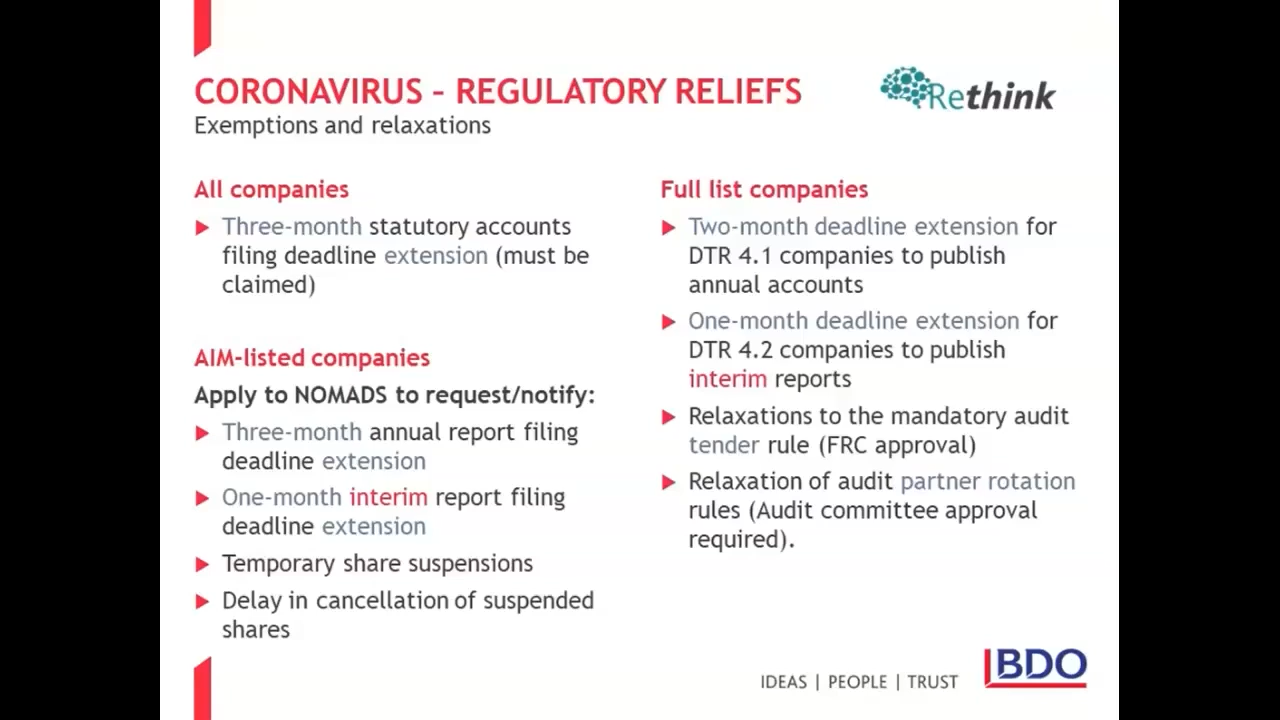 CORONAVIRUS – REGULATORY RELIEFS
Rethink
Exemptions and relaxations
All companies
Three-month statutory accounts
filing deadline extension (must be
claimed)
AIM-listed companies
Apply to NOMADS to request/notify:
Three-month annual report filing
deadline extension
One-month interim report filing
deadline extension
Temporary share suspensions
Delay in cancellation of suspended
shares
Full list companies
Two-month deadline extension for
DTR 4.1 companies to publish
annual accounts
One-month deadline extension for
DTR 4.2 companies to publish
interim reports
Relaxations to the mandatory audit
tender rule (FRC approval)
Relaxation of audit partner rotation
rules (Audit committee approval
required).
IDEAS | PEOPLE | TRUST
BDO